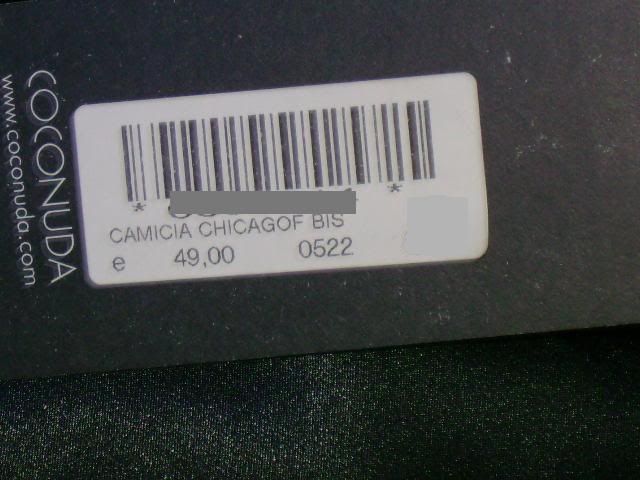 COCONUDA
www.coconuda.com
* *
CAMICIA CHICAGOF BIS
e 49,00 0522